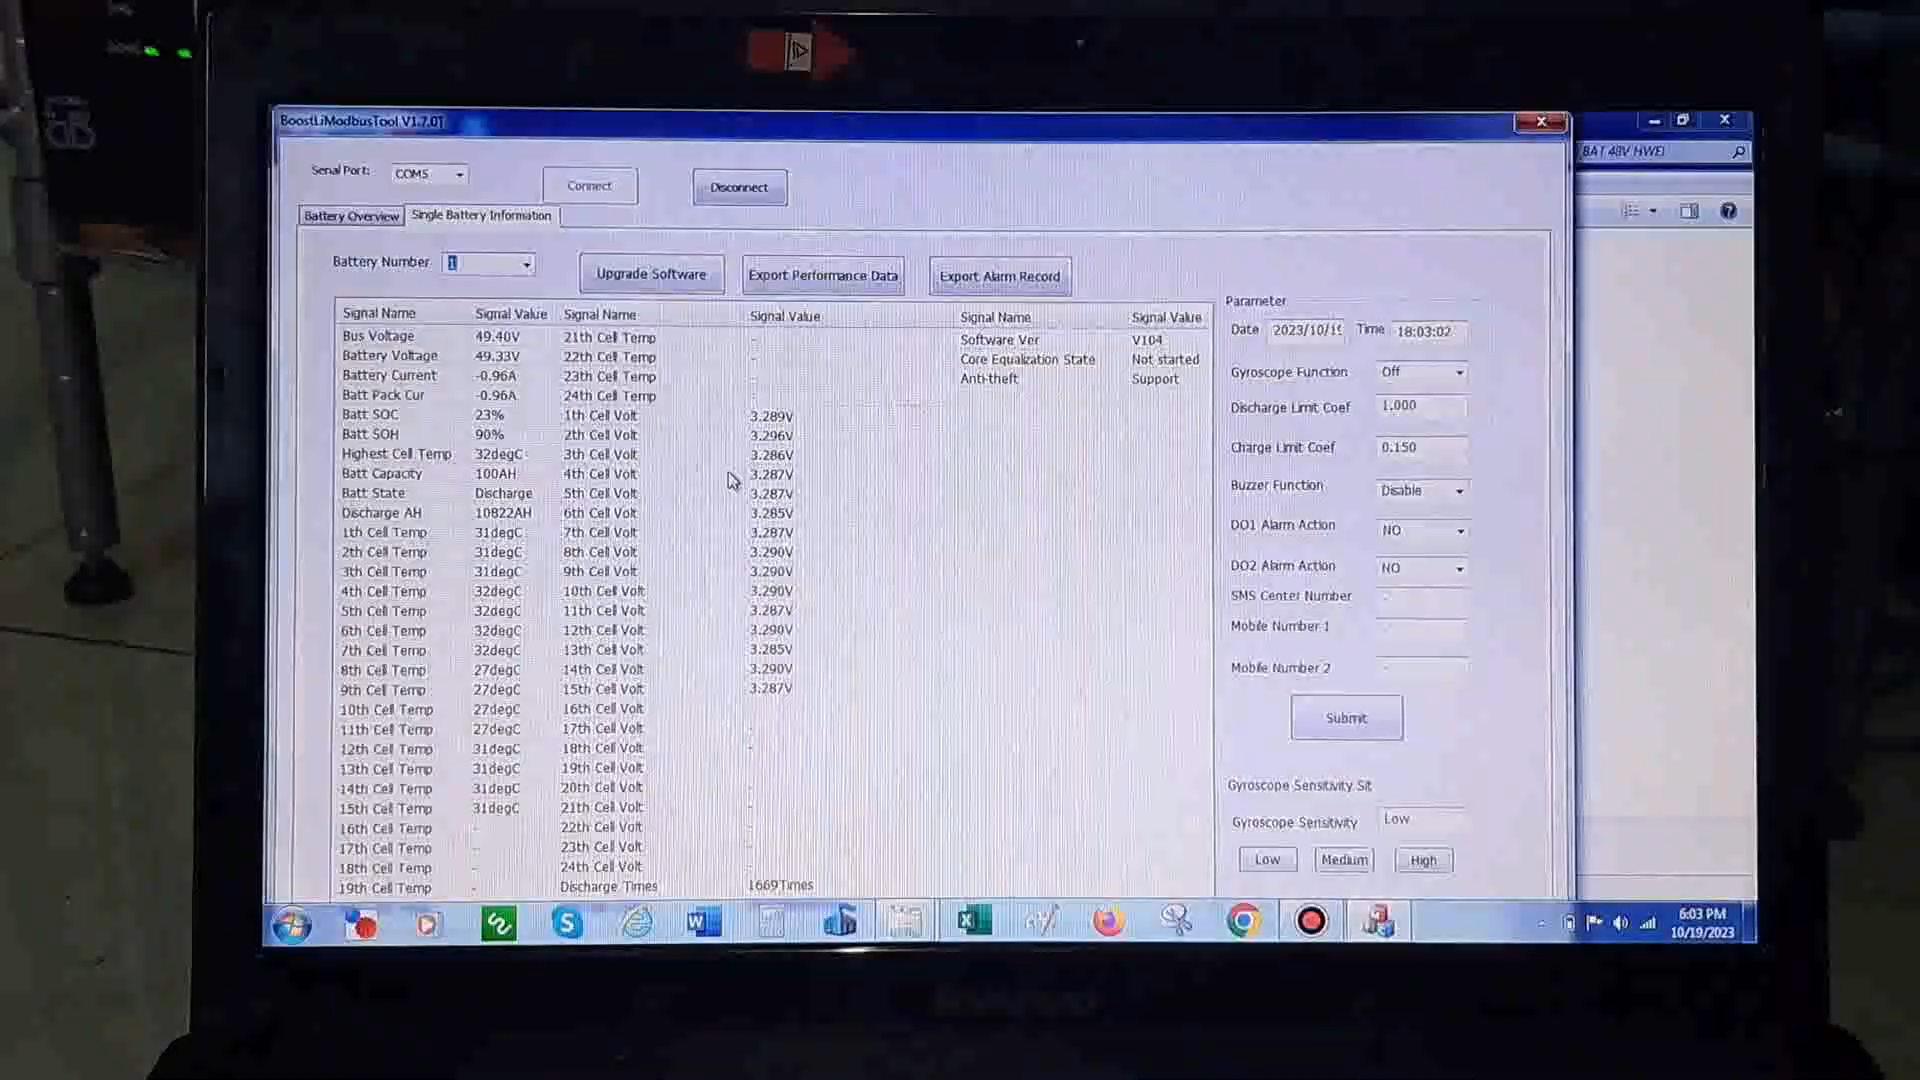 BoostLiModbusTool V1.7.01
BAT 48V HWEI
Serial Port: COM5 Connect Disconnect
Battery Overview Single Battery Information
Battery Number 1 Upgrade Software Export Performance Data Export Alarm Record
Signal Name Signal Value Signal Name Signal Value Signal Name Signal Value
Bus Voltage 49.40V 21th Cell Temp - Software Ver V104
Battery Voltage 49.33V 22th Cell Temp - Core Equalization State Not started
Battery Current -0.96A 23th Cell Temp - Anti-theft Support
Batt Pack Cur -0.96A 24th Cell Temp -
Batt SOC 23% 1th Cell Volt 3.289V
Batt SOH 90% 2th Cell Volt 3.296V
Highest Cell Temp 32degC 3th Cell Volt 3.286V
Batt Capacity 100AH 4th Cell Volt 3.287V
Batt State Discharge 5th Cell Volt 3.287V
Discharge AH 10822AH 6th Cell Volt 3.285V
1th Cell Temp 31degC 7th Cell Volt 3.287V
2th Cell Temp 31degC 8th Cell Volt 3.290V
3th Cell Temp 31degC 9th Cell Volt 3.290V
4th Cell Temp 32degC 10th Cell Volt 3.290V
5th Cell Temp 32degC 11th Cell Volt 3.287V
6th Cell Temp 32degC 12th Cell Volt 3.290V
7th Cell Temp 32degC 13th Cell Volt 3.285V
8th Cell Temp 27degC 14th Cell Volt 3.290V
9th Cell Temp 27degC 15th Cell Volt 3.287V
10th Cell Temp 27degC 16th Cell Volt -
11th Cell Temp 27degC 17th Cell Volt -
12th Cell Temp 31degC 18th Cell Volt -
13th Cell Temp 31degC 19th Cell Volt -
14th Cell Temp 31degC 20th Cell Volt -
15th Cell Temp 31degC 21th Cell Volt -
16th Cell Temp - 22th Cell Volt -
17th Cell Temp - 23th Cell Volt -
18th Cell Temp - 24th Cell Volt -
19th Cell Temp - Discharge Times 1669Times
Parameter
Date 2023/10/19 Time 18:03:02
Gyroscope Function Off
Discharge Limit Coef 1.000
Charge Limit Coef 0.150
Buzzer Function Disable
DO1 Alarm Action NO
DO2 Alarm Action NO
SMS Center Number -
Mobile Number 1 -
Mobile Number 2 -
Submit
Gyroscope Sensitivity Sit
Gyroscope Sensitivity Low
Low Medium High
6:03 PM
10/19/2023